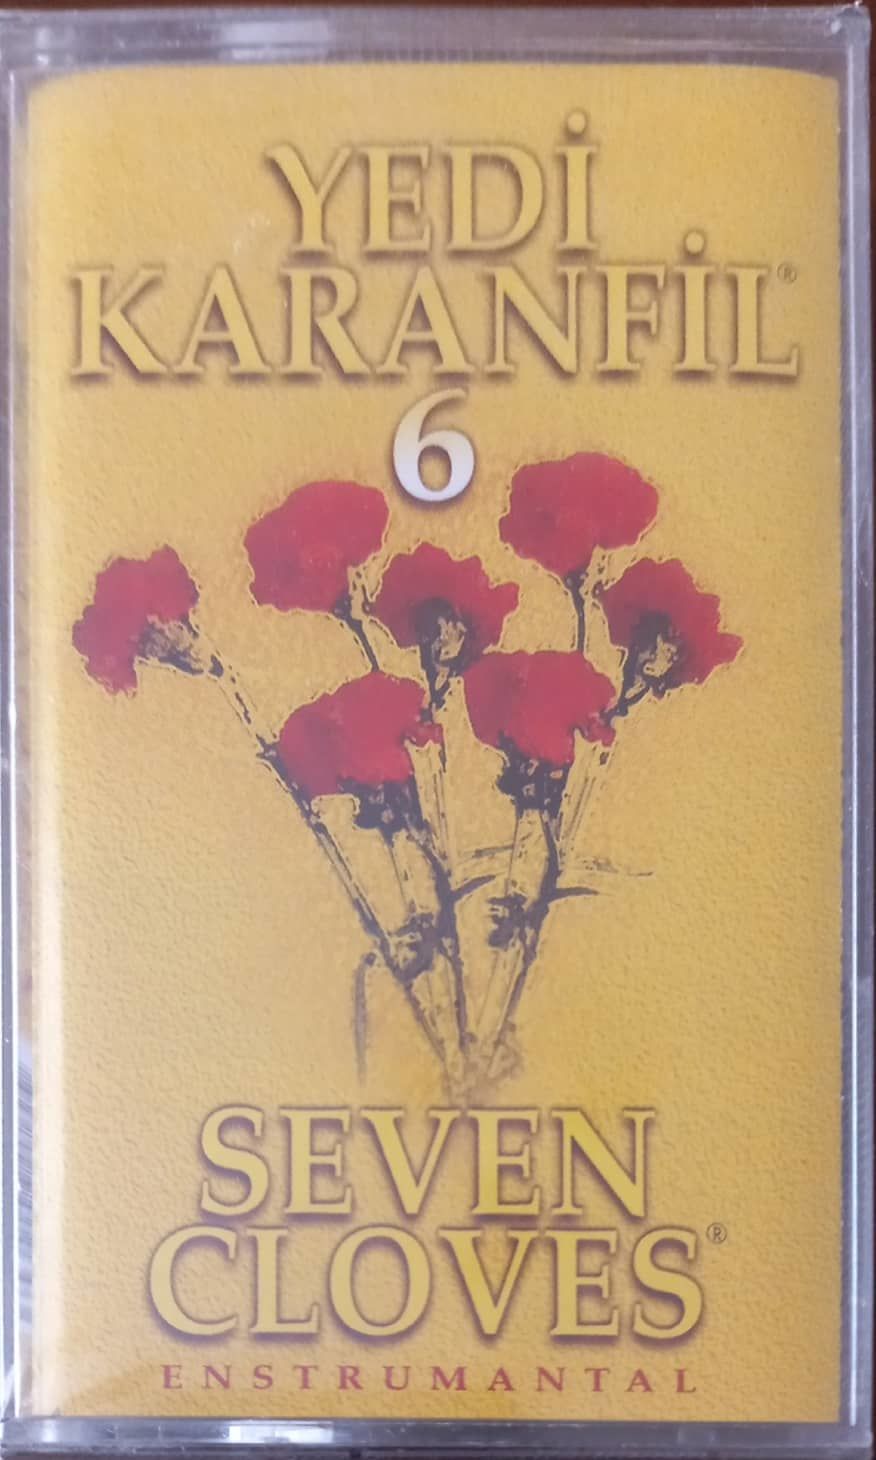 YEDİ
KARANFİL®
6
SEVEN
CLOVES®
ENSTRUMANTAL